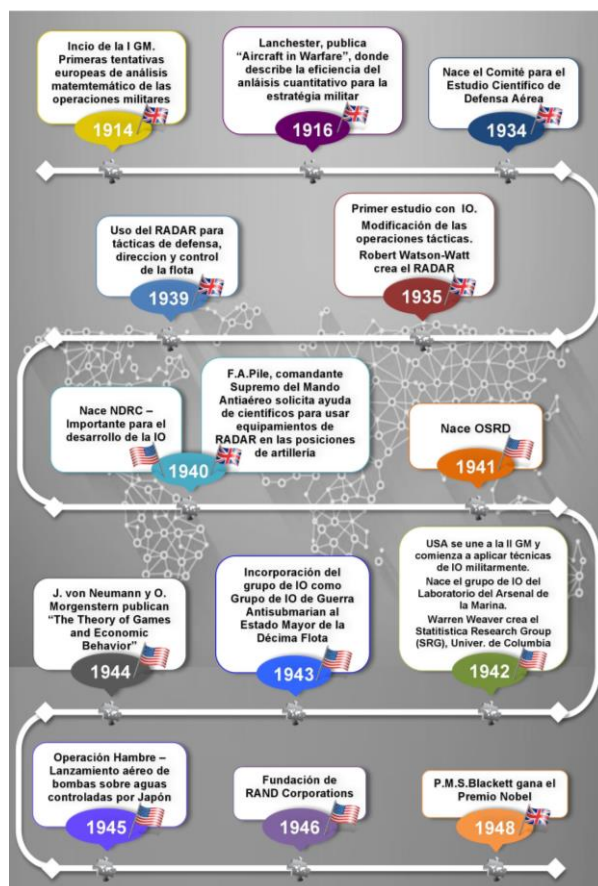 Incio de la I GM.
Primeras tentativas
europeas de análisis
matemtemático de las
operaciones militares
1914
Lanchester, publica
“Aircraft in Warfare”, donde
describe la eficiencia del
anláisis cuantitativo para la
estratégia militar
1916
Nace el Comité para el
Estudio Científico de
Defensa Aérea
1934
Primer estudio con IO.
Modificación de las
operaciones tácticas.
Robert Watson-Watt
crea el RADAR
1935
Uso del RADAR para
tácticas de defensa,
direccion y control
de la flota
1939
Nace NDRC –
Importante para el
desarrollo de la IO
F.A.Pile, comandante
Supremo del Mando
Antiaéreo solicita ayuda
de científicos para usar
equipamientos de
RADAR en las posiciones
de artillería
1940
Nace OSRD
1941
USA se une a la II GM y
comienza a aplicar técnicas
de IO militarmente.
Nace el grupo de IO del
Laboratorio del Arsenal de
la Marina.
Warren Weaver crea el
Statitistica Research Group
(SRG), Univer. de Columbia
1942
Incorporación del
grupo de IO como
Grupo de IO de Guerra
Antisubmarian al
Estado Mayor de la
Décima Flota
1943
J. von Neumann y O.
Morgenstern publican
“The Theory of Games
and Economic
Behavior”
1944
Operación Hambre –
Lanzamiento aéreo de
bombas sobre aguas
controladas por Japón
1945
Fundación de
RAND Corporations
1946
P.M.S.Blackett gana el
Premio Nobel
1948